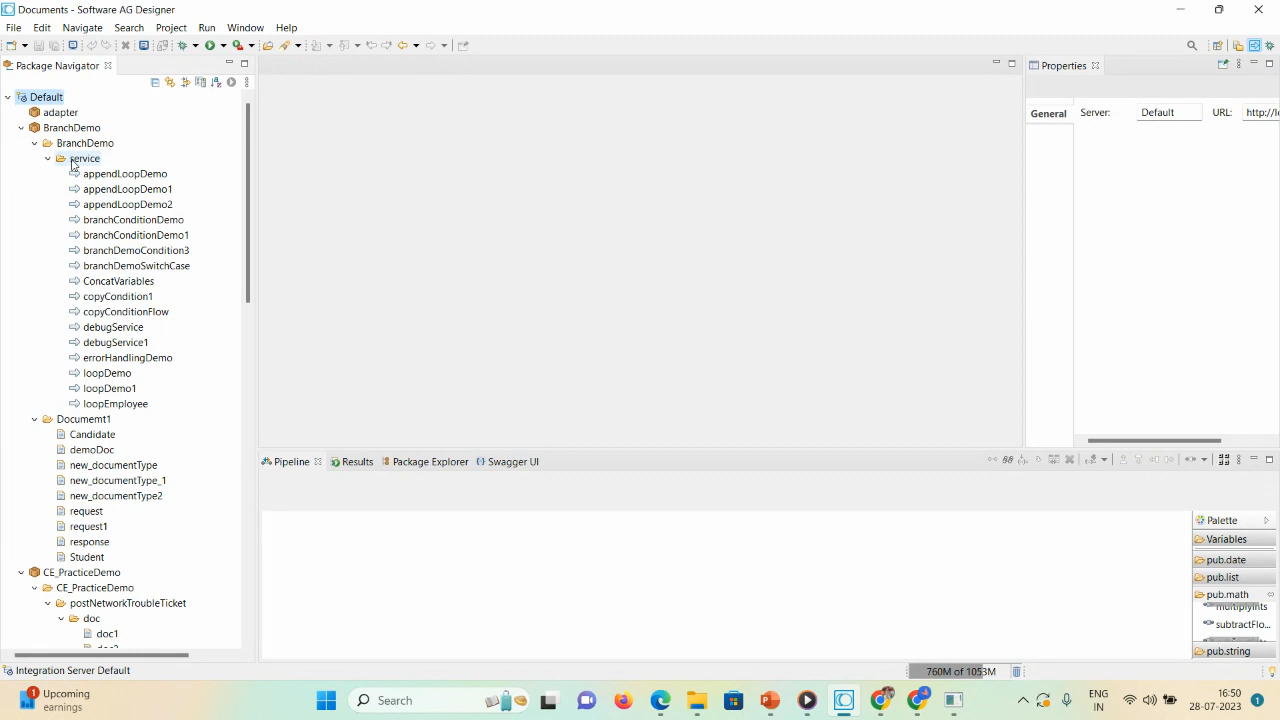 Documents - Software AG Designer
File Edit Navigate Search Project Run Window Help
Package Navigator
Default
adapter
BranchDemo
BranchDemo
service
appendLoopDemo
appendLoopDemo1
appendLoopDemo2
branchConditionDemo
branchConditionDemo1
branchDemoCondition3
branchDemoSwitchCase
ConcatVariables
copyCondition1
copyConditionFlow
debugService
debugService1
errorHandlingDemo
loopDemo
loopDemo1
loopEmployee
Documemt1
Candidate
demoDoc
new_documentType
new_documentType_1
new_documentType2
request
request1
response
Student
CE_PracticeDemo
CE_PracticeDemo
postNetworkTroubleTicket
doc
doc1
Integration Server Default
Properties
General
Server: Default URL: http://l
Pipeline Results Package Explorer Swagger UI
Palette
Variables
pub.date
pub.list
pub.math
multiplyInts
subtractFlo...
pub.string
760M of 1053M
1
Upcoming
earnings
Search
ENG
IN
16:50
28-07-2023
1